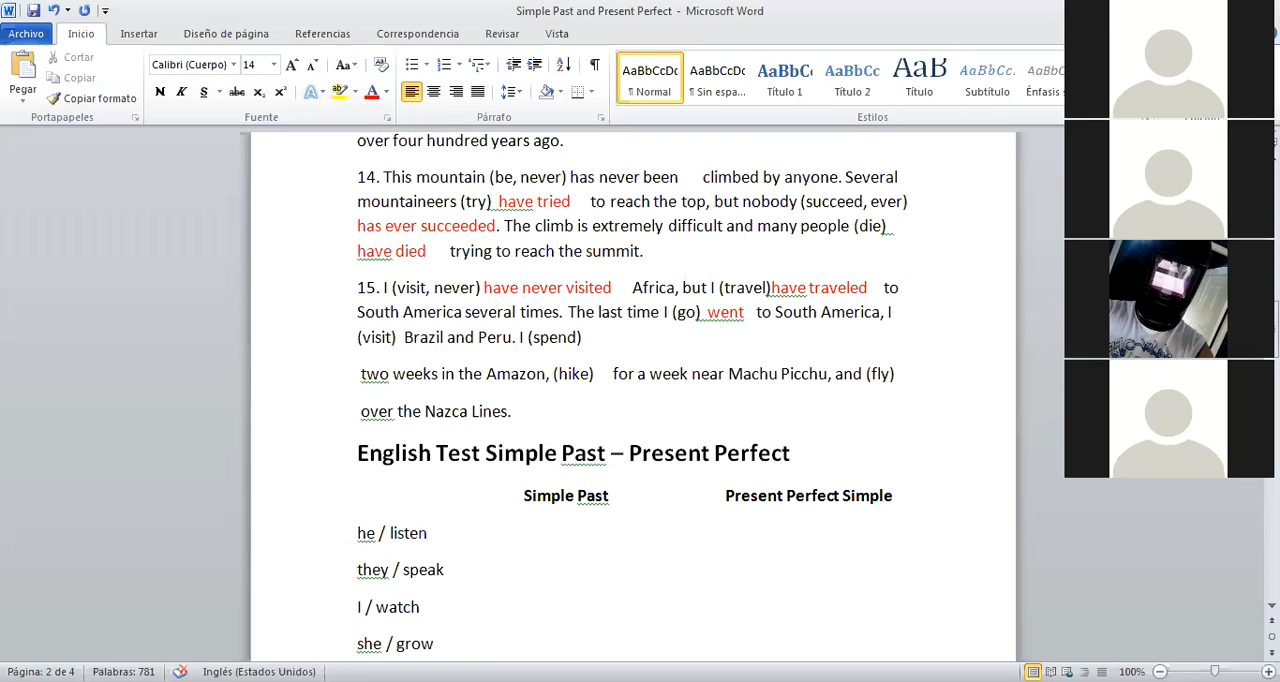 Simple Past and Present Perfect - Microsoft Word
Archivo Inicio Insertar Diseño de página Referencias Correspondencia Revisar Vista
Cortar
Copiar
Copiar formato
Pegar
Portapapeles
Calibri (Cuerpo) 14
Fuente
Párrafo
AaBbCcDc AaBbCcDc AaBbC AaBbCc AaB AaBbCc. AaBbC
¶ Normal ¶ Sin espa... Título 1 Título 2 Título Subtítulo Énfasis
Estilos
over four hundred years ago.
14. This mountain (be, never) has never been climbed by anyone. Several
mountaineers (try) have tried to reach the top, but nobody (succeed, ever)
has ever succeeded. The climb is extremely difficult and many people (die)
have died trying to reach the summit.
15. I (visit, never) have never visited Africa, but I (travel)have traveled to
South America several times. The last time I (go) went to South America, I
(visit) Brazil and Peru. I (spend)
two weeks in the Amazon, (hike) for a week near Machu Picchu, and (fly)
over the Nazca Lines.
English Test Simple Past – Present Perfect
Simple Past Present Perfect Simple
he / listen
they / speak
I / watch
she / grow
Página: 2 de 4 Palabras: 781 Inglés (Estados Unidos) 100%